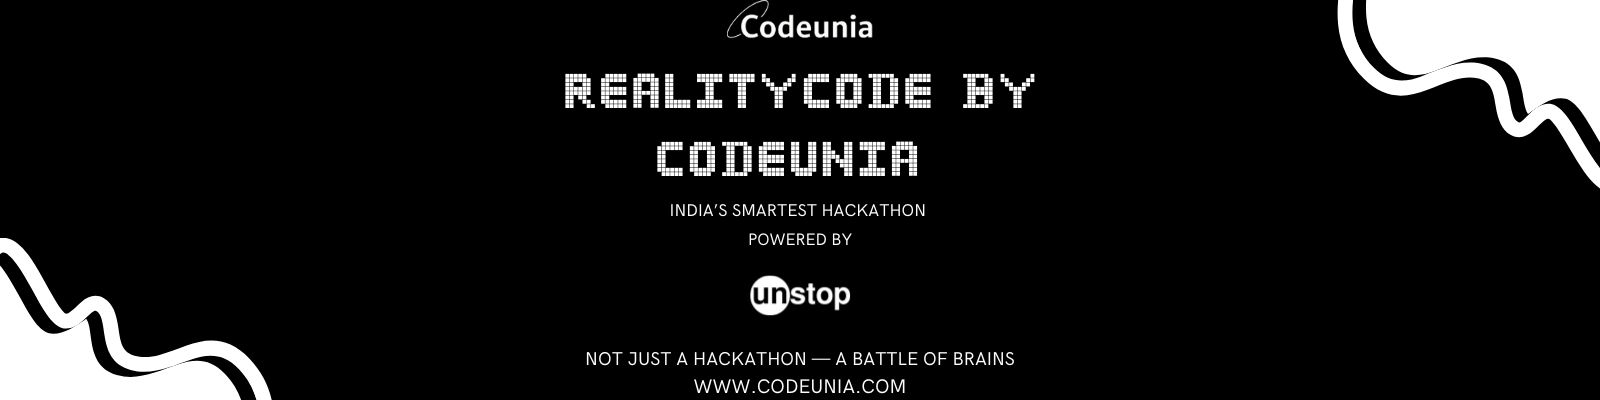 Codeunia
REALITYCODE BY
CODEUNIA
INDIA’S SMARTEST HACKATHON
POWERED BY
unstop
NOT JUST A HACKATHON — A BATTLE OF BRAINS
WWW.CODEUNIA.COM